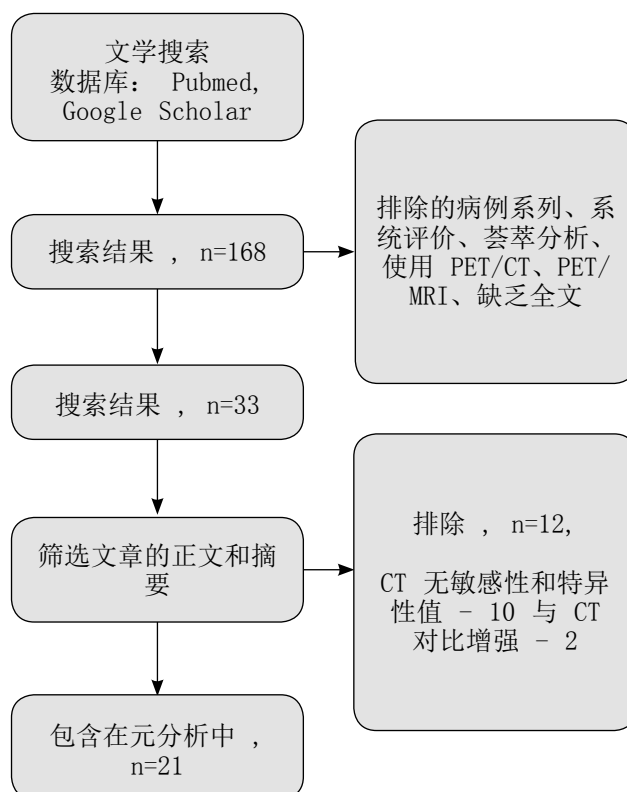 文学搜索
数据库： Pubmed,
Google Scholar
搜索结果 , n=168
排除的病例系列、系
统评价、荟萃分析、
使用 PET/CT、PET/
MRI、缺乏全文
搜索结果 , n=33
筛选文章的正文和摘
要
排除 , n=12,
CT 无敏感性和特异
性值 – 10 与 CT
对比增强 – 2
包含在元分析中 ,
n=21